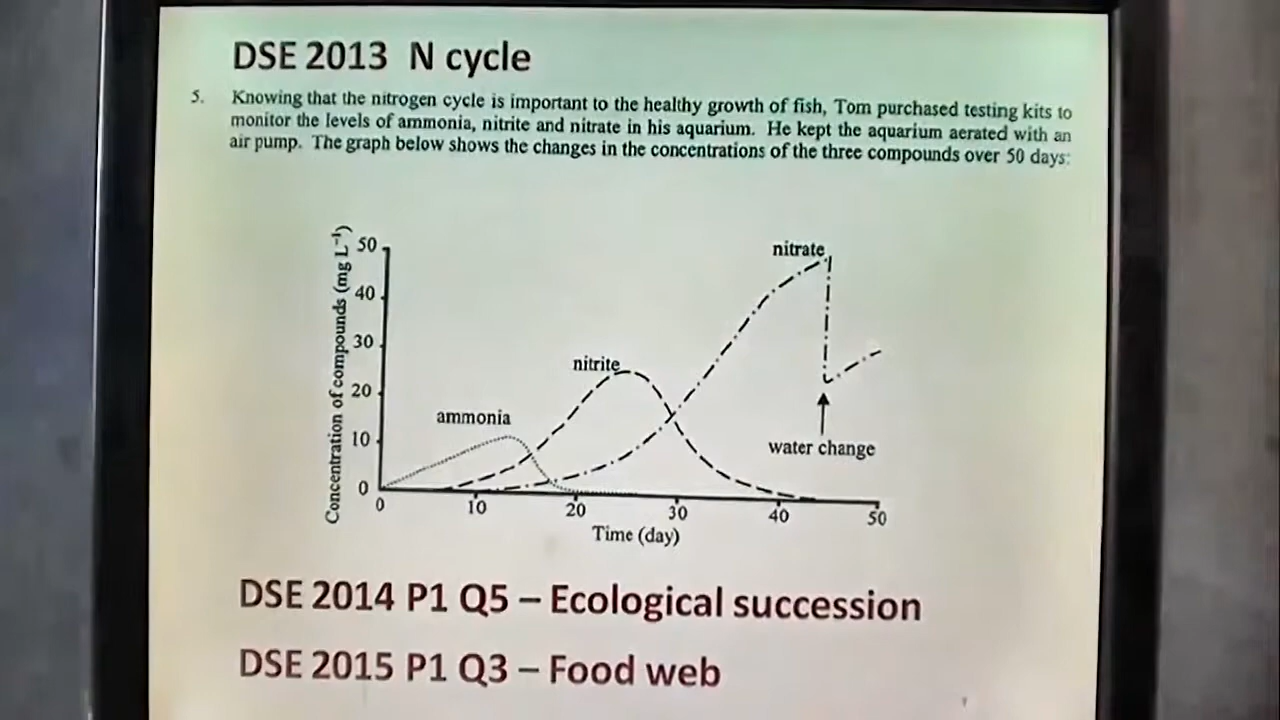 DSE 2013 N cycle
5. Knowing that the nitrogen cycle is important to the healthy growth of fish, Tom purchased testing kits to
monitor the levels of ammonia, nitrite and nitrate in his aquarium. He kept the aquarium aerated with an
air pump. The graph below shows the changes in the concentrations of the three compounds over 50 days:
Concentration of compounds (mg L⁻¹)
50
40
30
20
10
0
nitrate
nitrite
ammonia
water change
0 10 20 30 40 50
Time (day)
DSE 2014 P1 Q5 – Ecological succession
DSE 2015 P1 Q3 – Food web